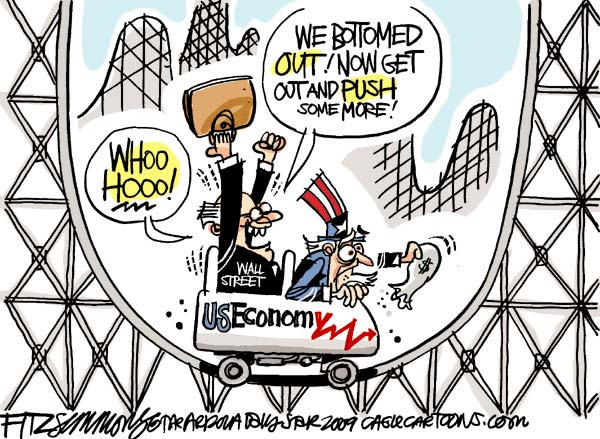 WE BOTTOMED
OUT! NOW GET
OUT AND PUSH
SOME MORE!
WHOO
HOOO!
WALL
STREET
$
US Economy
FITZSIMMONS THE ARIZONA DAILY STAR 2009 CAGLECARTOONS.COM